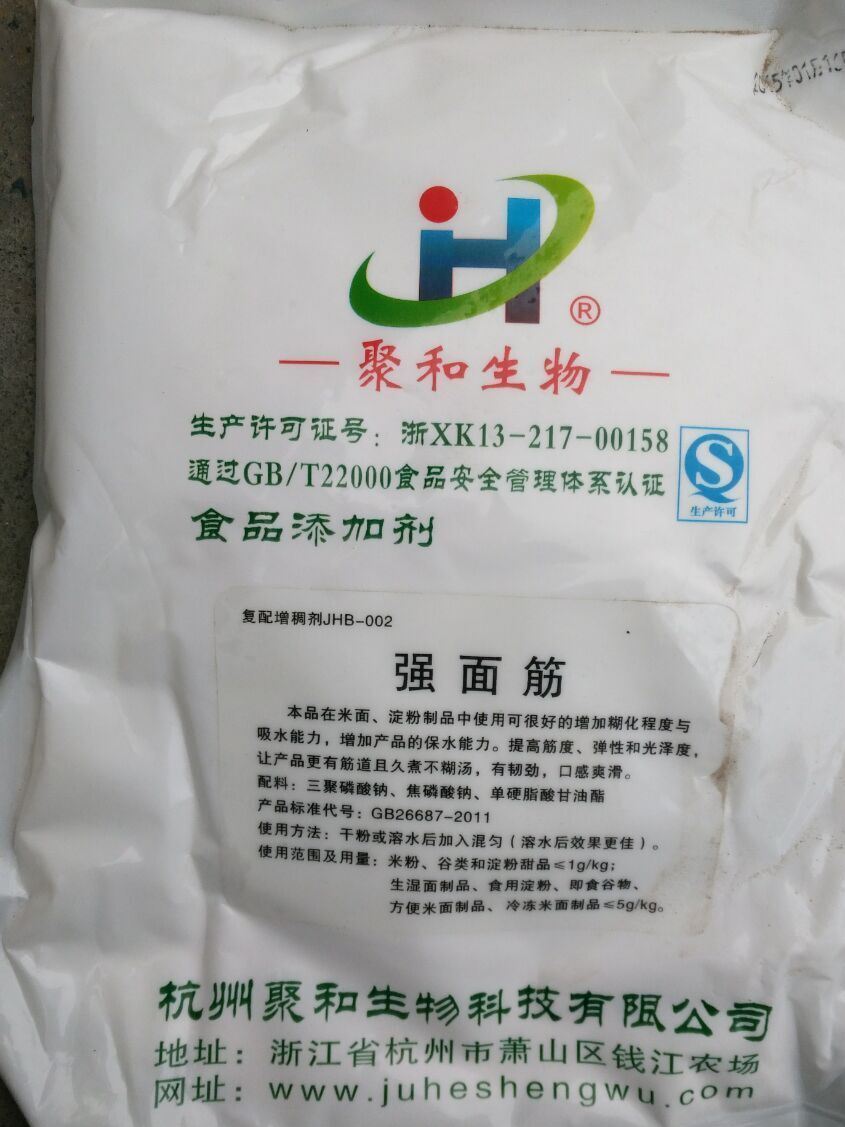 2015年01月10
JH
®
聚和生物
生产许可证号：浙XK13-217-00158
通过GB/T22000食品安全管理体系认证
生产许可
食品添加剂
复配增稠剂JHB-002
强面筋
本品在米面、淀粉制品中使用可很好的增加糊化程度与
吸水能力，增加产品的保水能力。提高筋度、弹性和光泽度，
让产品更有筋道且久煮不糊汤，有韧劲，口感爽滑。
配料：三聚磷酸钠、焦磷酸钠、单硬脂酸甘油酯
产品标准代号：GB26687-2011
使用方法：干粉或溶水后加入混匀（溶水后效果更佳）。
使用范围及用量：米粉、谷类和淀粉甜品≤1g/kg；
生湿面制品、食用淀粉、即食谷物、
方便米面制品、冷冻米面制品≤5g/kg。
杭州聚和生物科技有限公司
地址：浙江省杭州市萧山区钱江农场
网址：www.juheshengwu.com